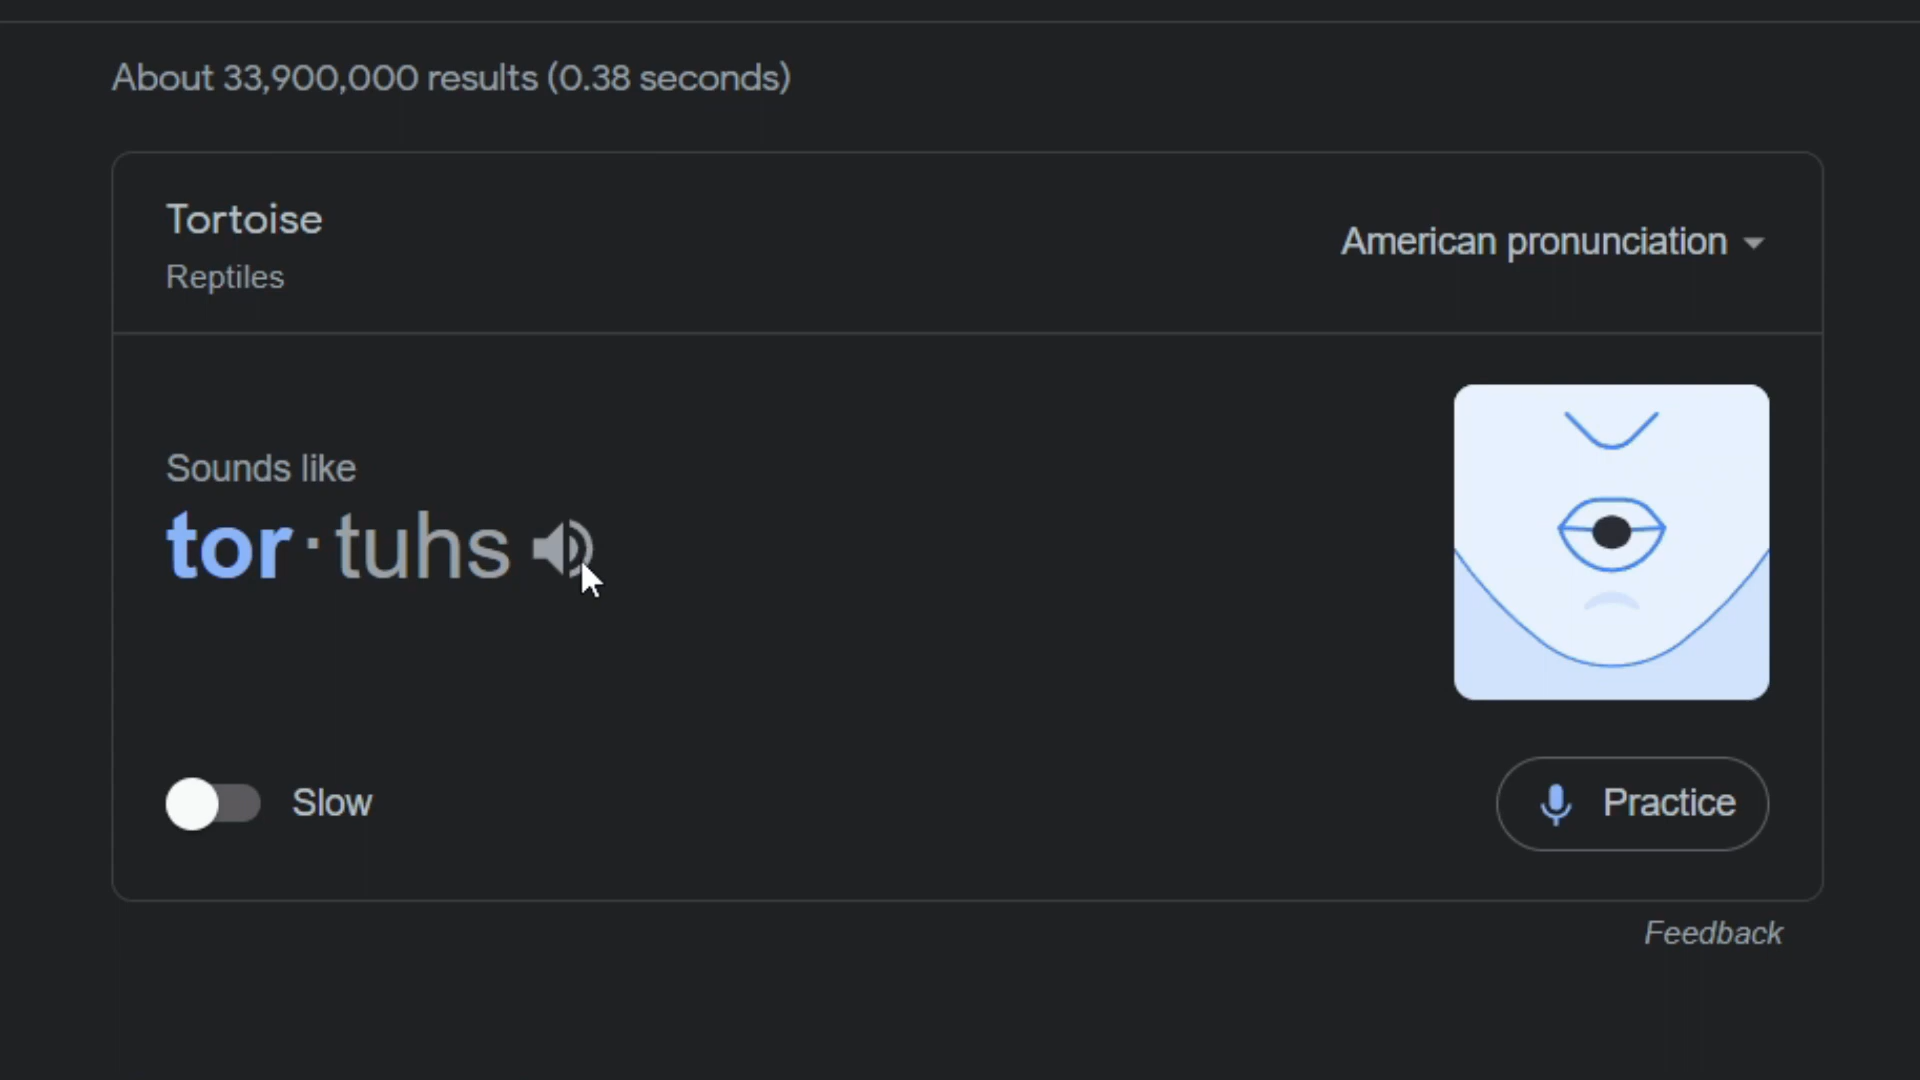 About 33,900,000 results (0.38 seconds)
Tortoise
Reptiles
American pronunciation
Sounds like
tor·tuhs
Slow
Practice
Feedback